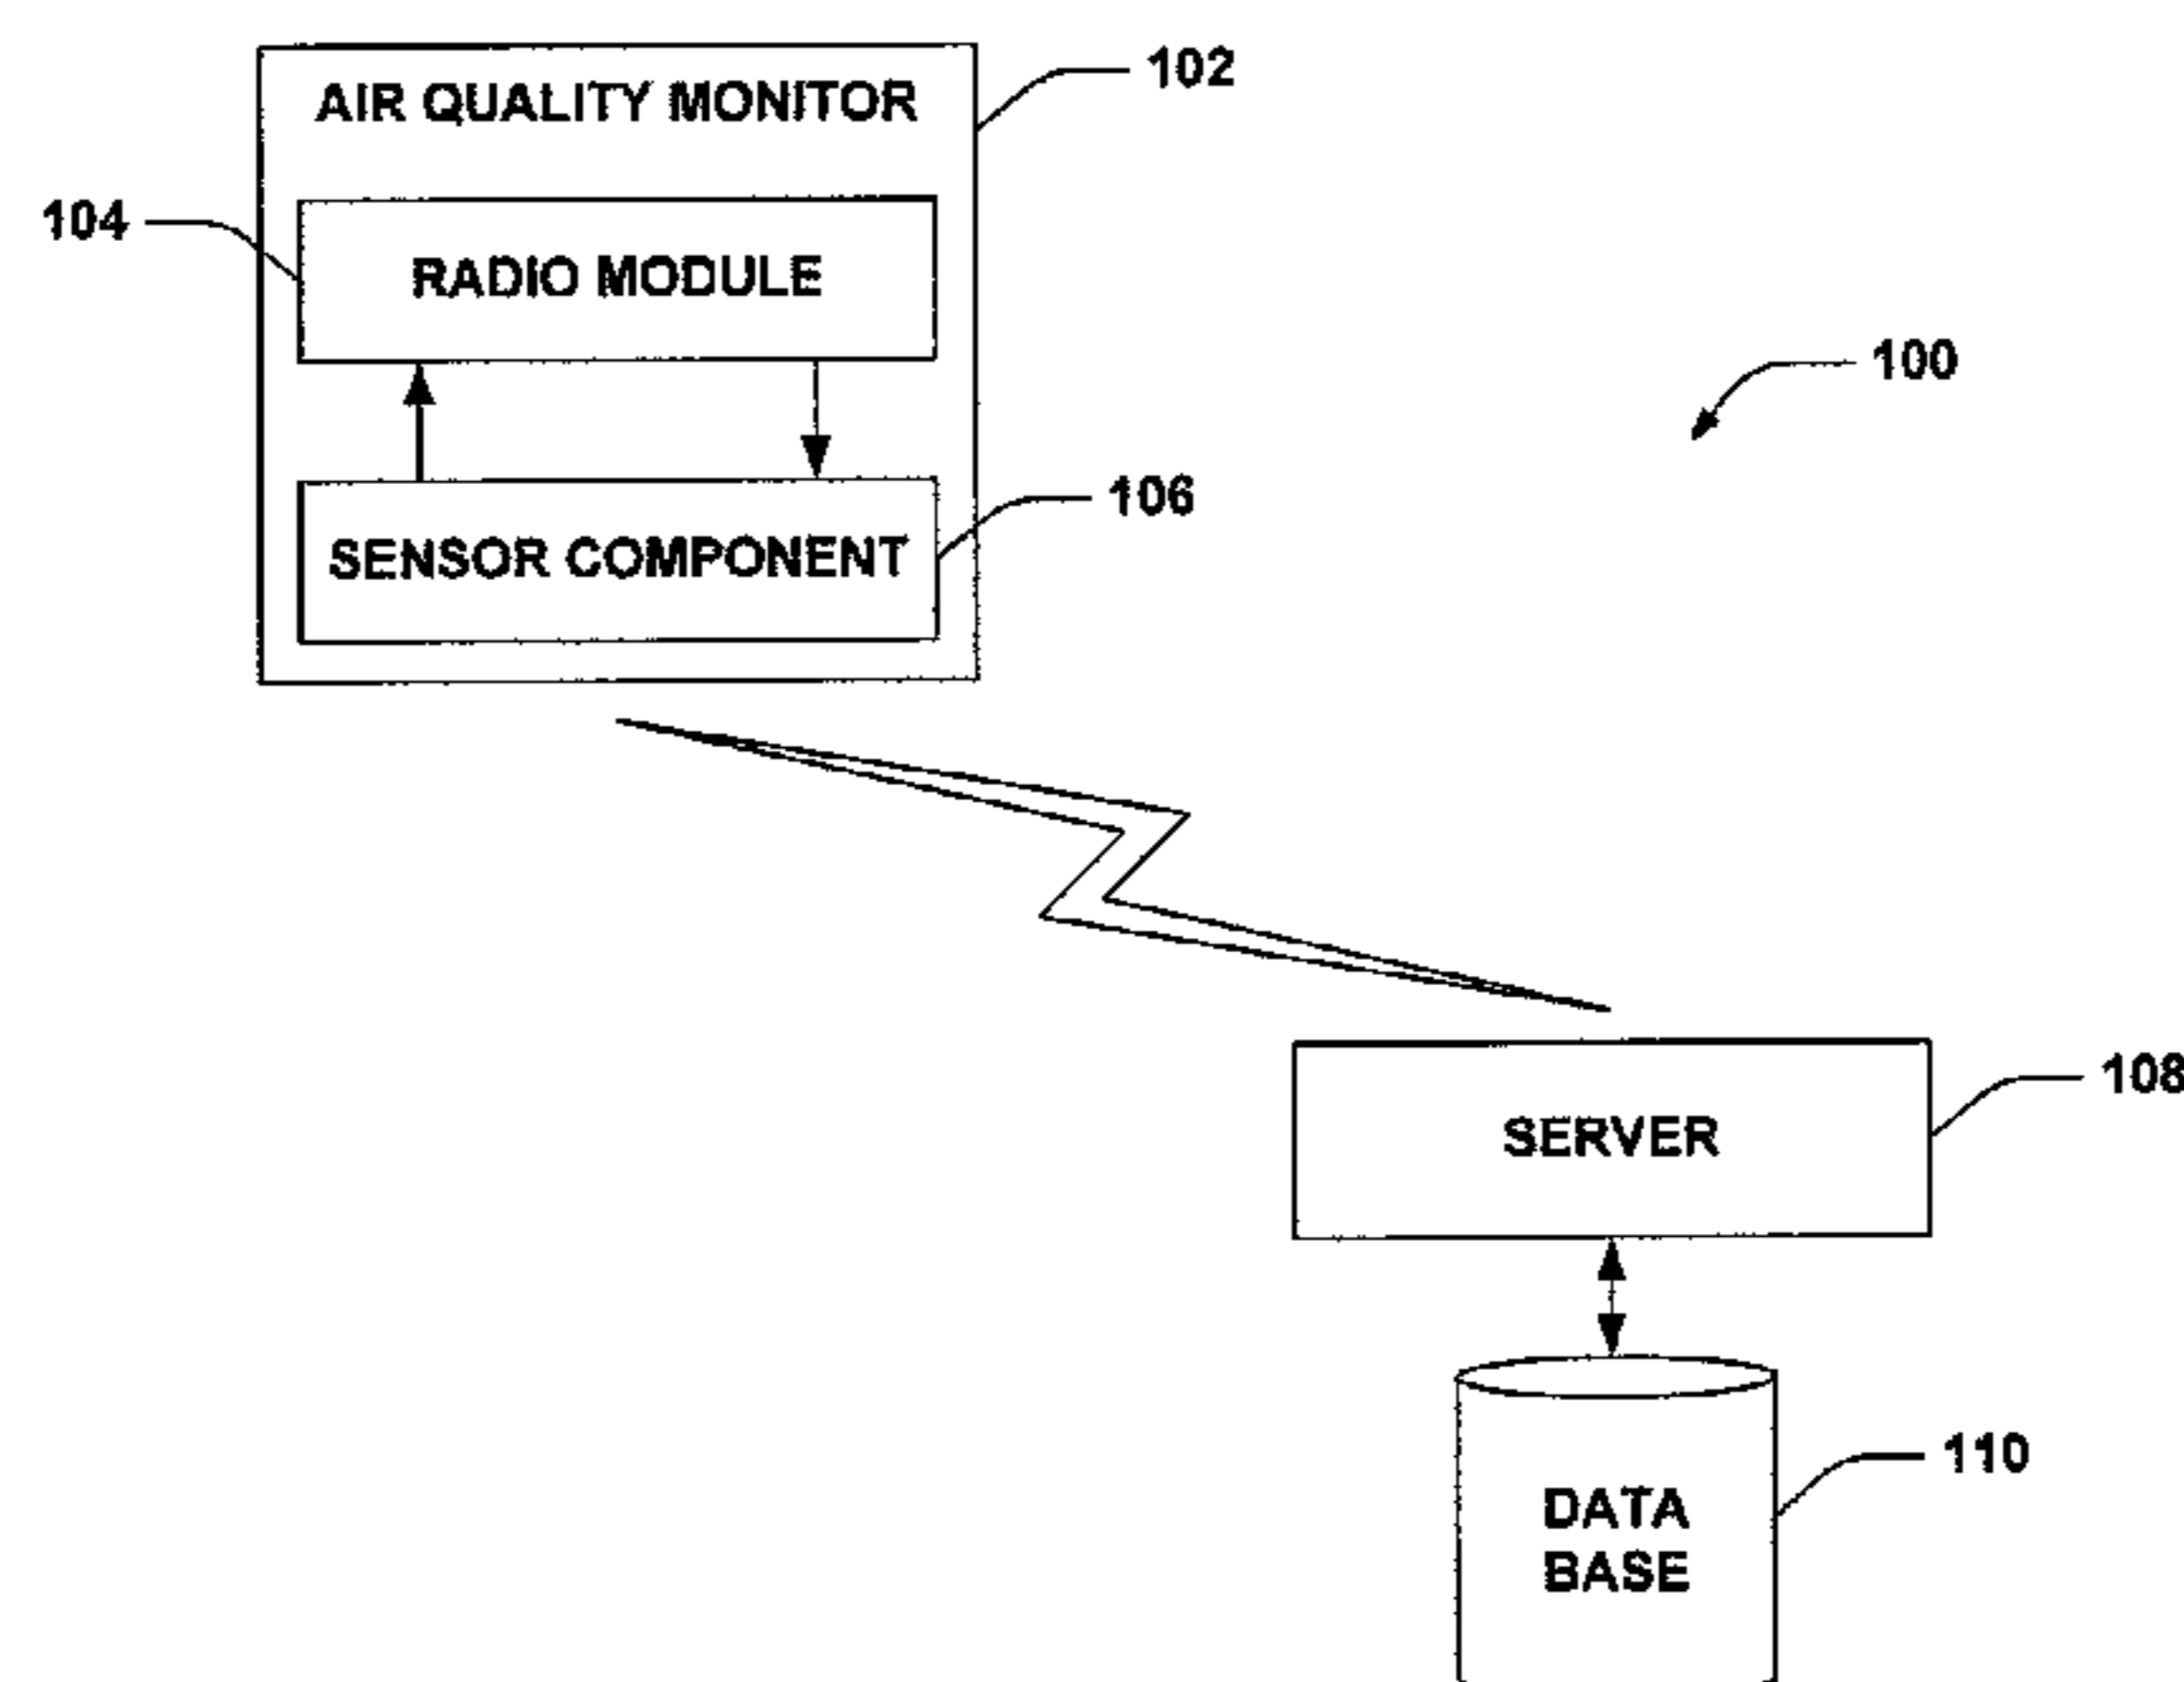 102
AIR QUALITY MONITOR
104
RADIO MODULE
100
106
SENSOR COMPONENT
108
SERVER
110
DATA
BASE